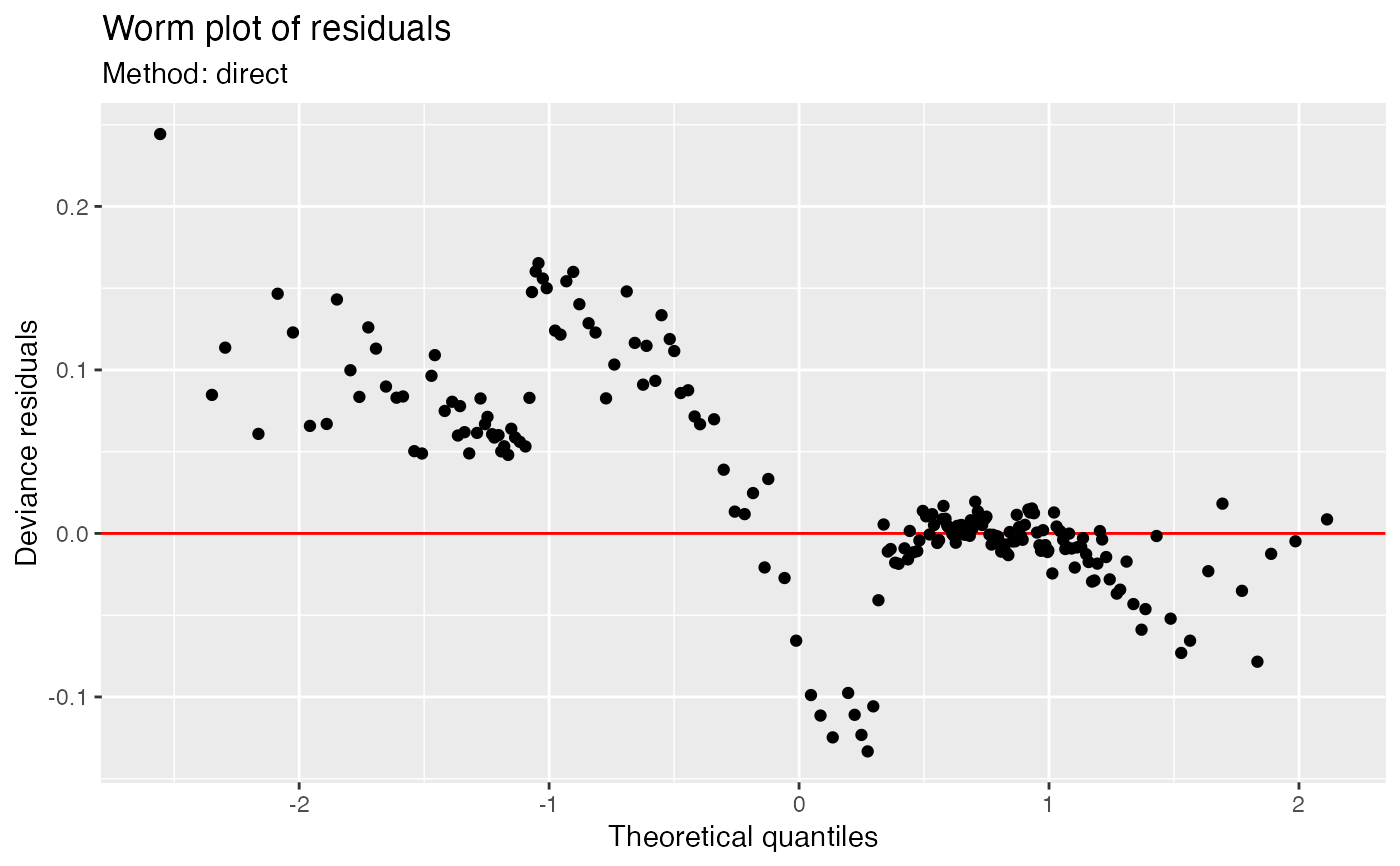 Worm plot of residuals
Method: direct
0.2
0.1
0.0
-0.1
Deviance residuals
-2
-1
0
1
2
Theoretical quantiles